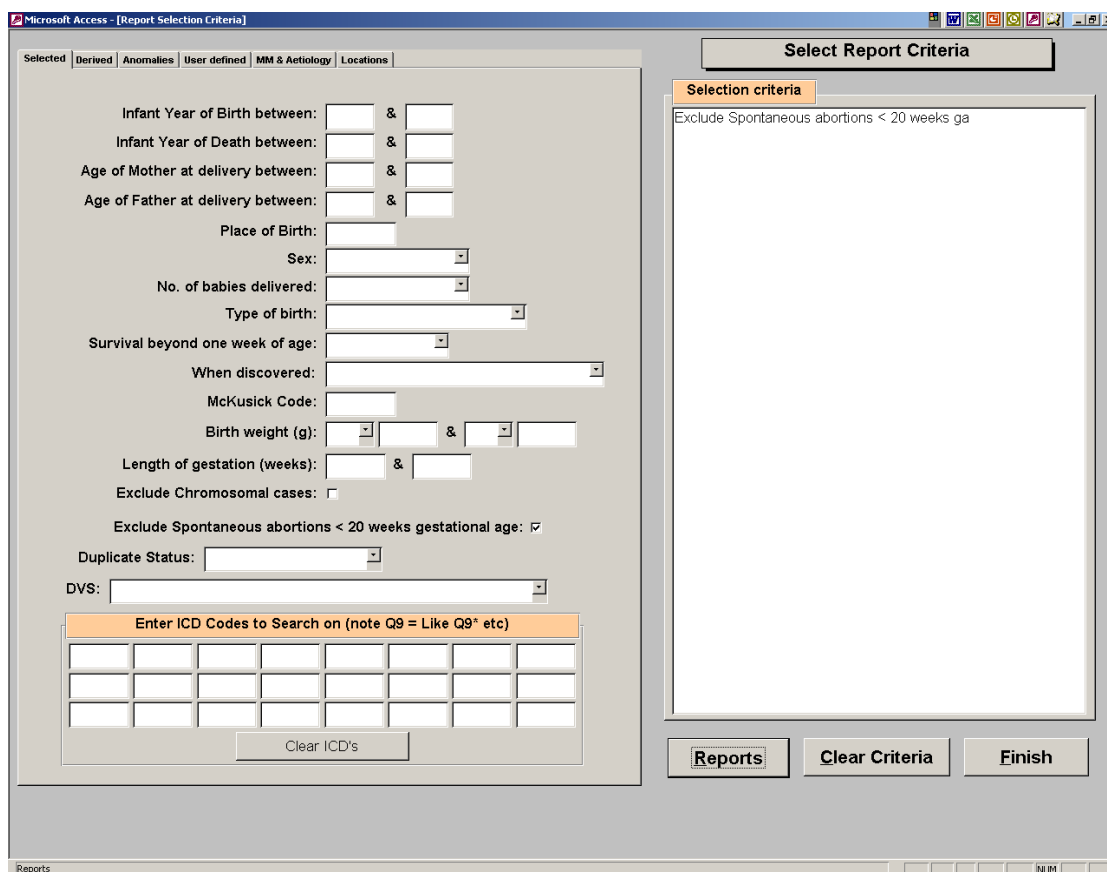 Microsoft Access - [Report Selection Criteria]
Selected Derived Anomalies User defined MM & Aetiology Locations
Infant Year of Birth between: &
Infant Year of Death between: &
Age of Mother at delivery between: &
Age of Father at delivery between: &
Place of Birth:
Sex:
No. of babies delivered:
Type of birth:
Survival beyond one week of age:
When discovered:
McKusick Code:
Birth weight (g): &
Length of gestation (weeks): &
Exclude Chromosomal cases:
Exclude Spontaneous abortions < 20 weeks gestational age:
Duplicate Status:
DVS:
Enter ICD Codes to Search on (note Q9 = Like Q9* etc)
Clear ICD's
Select Report Criteria
Selection criteria
Exclude Spontaneous abortions < 20 weeks ga
Reports Clear Criteria Finish
Reports NUM